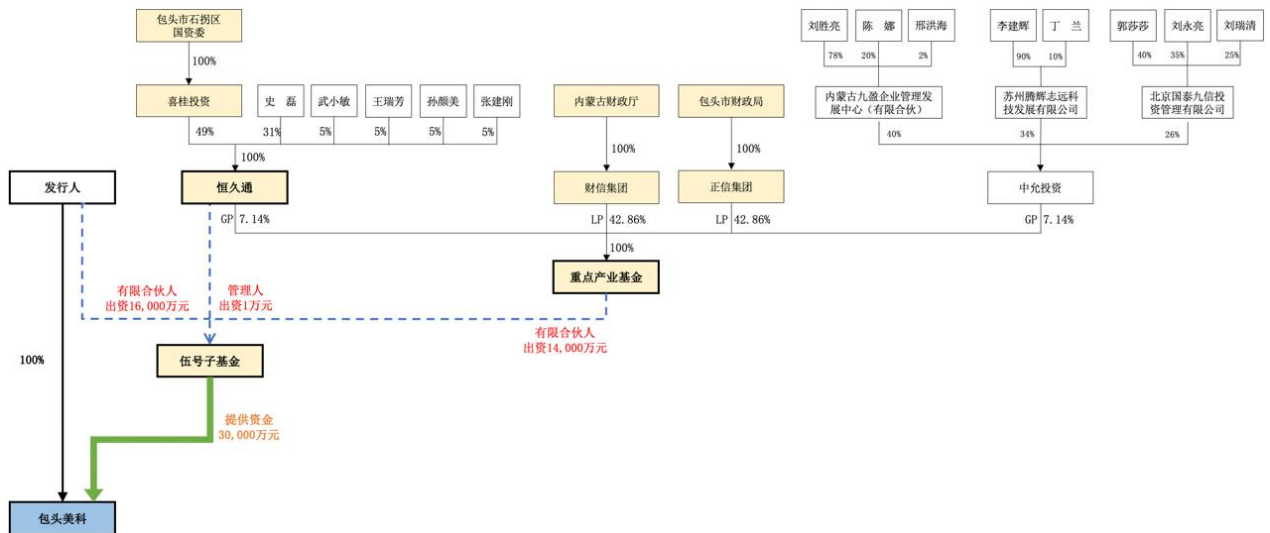 包头市石拐区
国资委
刘胜亮
陈 娜
邢洪海
李建辉
丁 兰
郭莎莎
刘永亮
刘瑞清
100%
78%
20%
2%
90%
10%
40%
35%
25%
喜桂投资
史 磊
武小敏
王瑞芳
孙颜美
张建刚
内蒙古财政厅
包头市财政局
内蒙古九盈企业管理发
展中心（有限合伙）
苏州腾辉志远科
技发展有限公司
北京国泰九信投
资管理有限公司
49%
31%
5%
5%
5%
5%
40%
34%
26%
100%
100%
100%
发行人
恒久通
财信集团
正信集团
中允投资
GP 7.14%
LP 42.86%
LP 42.86%
GP 7.14%
100%
重点产业基金
有限合伙人
出资16,000万元
管理人
出资1万元
有限合伙人
出资14,000万元
100%
伍号子基金
提供资金
30,000万元
包头美科